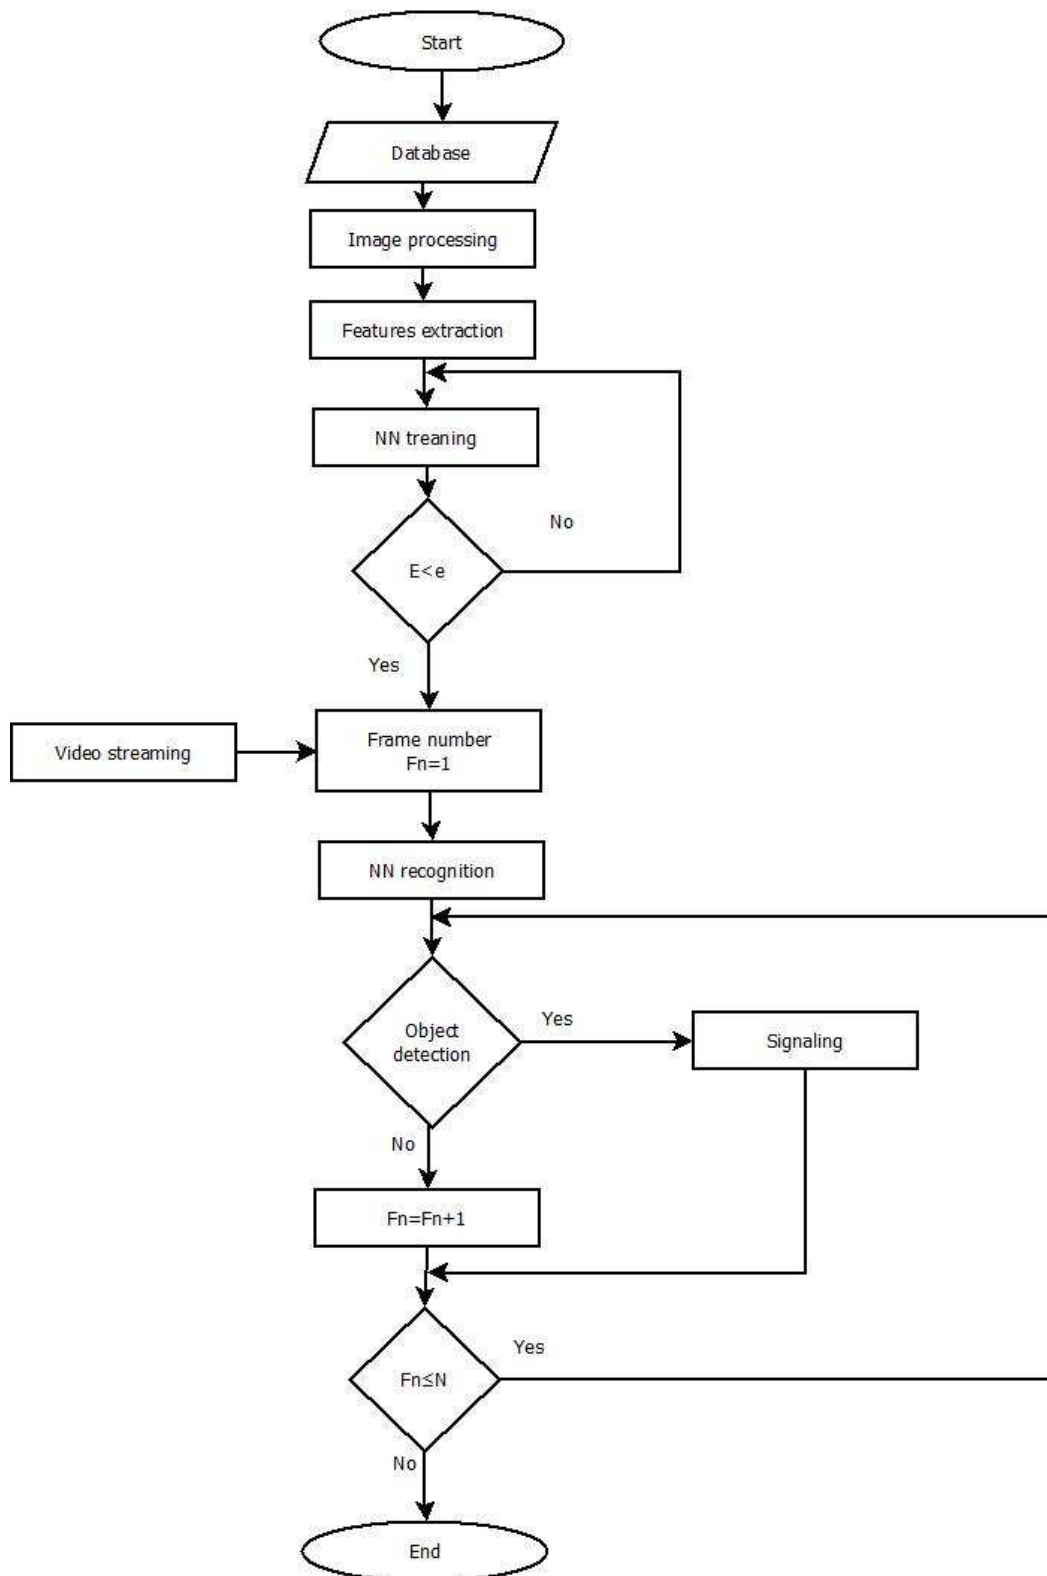 Start
Database
Image processing
Features extraction
NN treaning
No
E<e
Yes
Video streaming
Frame number
Fn=1
NN recognition
Object
detection
Yes
Signaling
No
Fn=Fn+1
Yes
Fn≤N
No
End